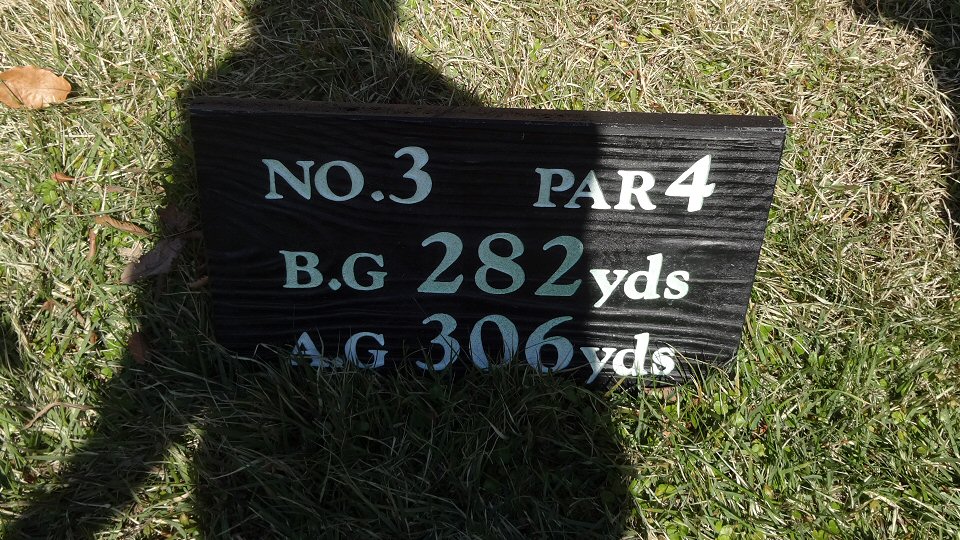 NO.3 PAR 4
B.G 282yds
A.G 306yds